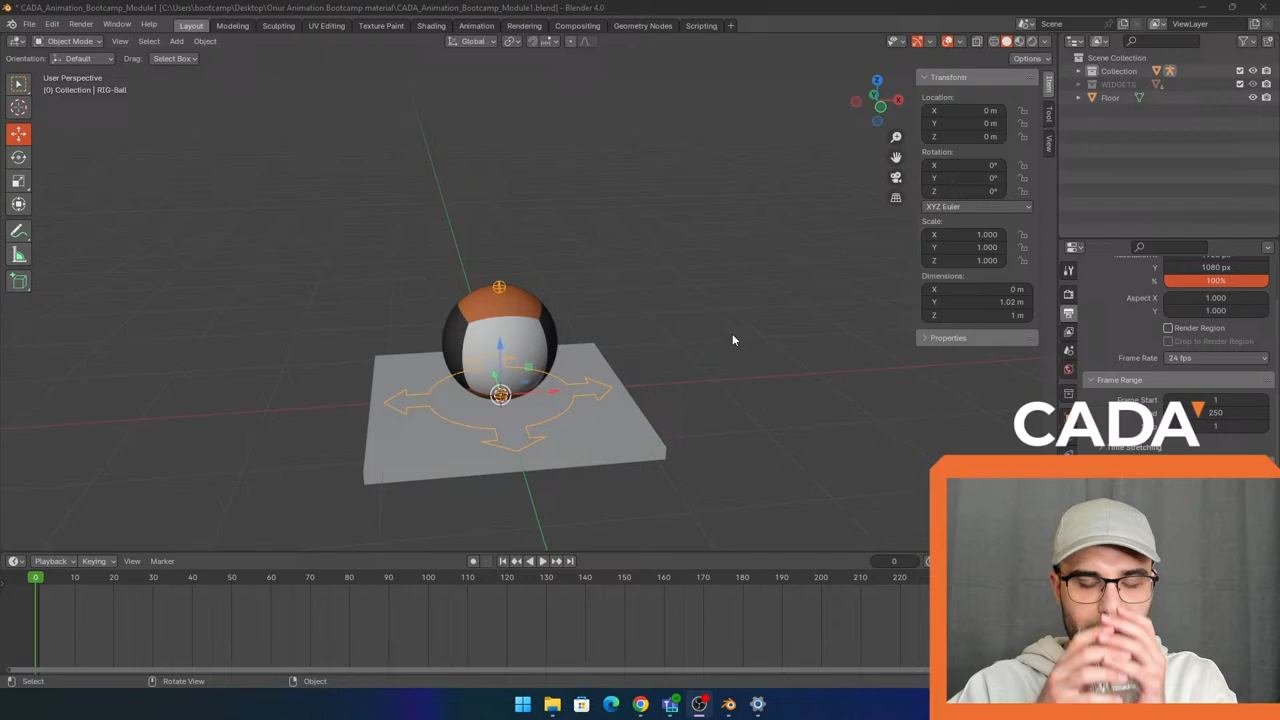 * CADA_Animation_Bootcamp_Module1 [C:\Users\bootcamp\Desktop\Onur Animation Bootcamp material\CADA_Animation_Bootcamp_Module1.blend] - Blender 4.0
File Edit Render Window Help Layout Modeling Sculpting UV Editing Texture Paint Shading Animation Rendering Compositing Geometry Nodes Scripting + Scene ViewLayer
Object Mode View Select Add Object Global
Orientation: Default Drag: Select Box Options
User Perspective
(0) Collection | RIG-Ball
Scene Collection
Collection
WIDGETS
Floor
Transform
Location:
X 0 m
Y 0 m
Z 0 m
Rotation:
X 0°
Y 0°
Z 0°
XYZ Euler
Scale:
X 1.000
Y 1.000
Z 1.000
Dimensions:
X 0 m
Y 1.02 m
Z 1 m
Properties
Item
Tool
View
Z
Y
X
Y 1080 px
% 100%
Aspect X 1.000
Y 1.000
Render Region
Crop to Render Region
Frame Rate 24 fps
Frame Range
Frame Start 1
250
1
Time Stretching
CADA
Playback Keying View Marker 0
0 10 20 30 40 50 60 70 80 90 100 110 120 130 140 150 160 170 180 190 200 210 220
Select Rotate View Object